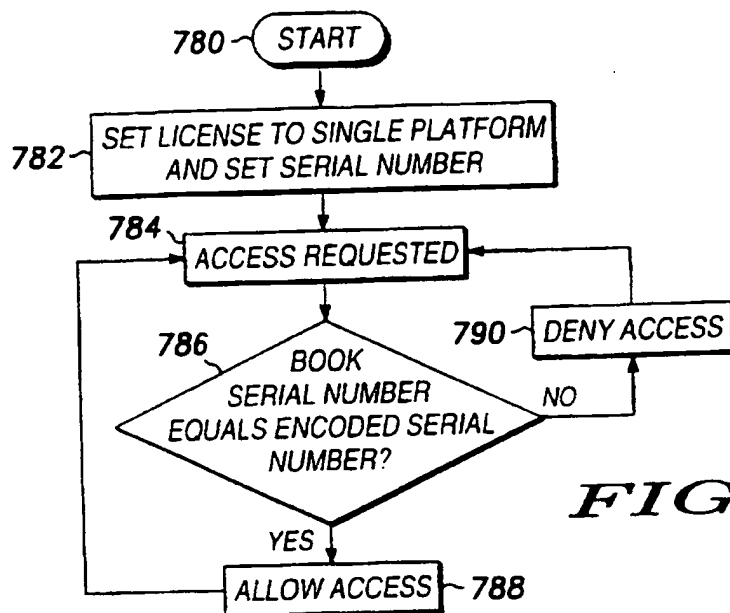 780
START
782
SET LICENSE TO SINGLE PLATFORM
AND SET SERIAL NUMBER
784
ACCESS REQUESTED
786
BOOK
SERIAL NUMBER
EQUALS ENCODED SERIAL
NUMBER?
NO
790
DENY ACCESS
YES
ALLOW ACCESS
788
FIG